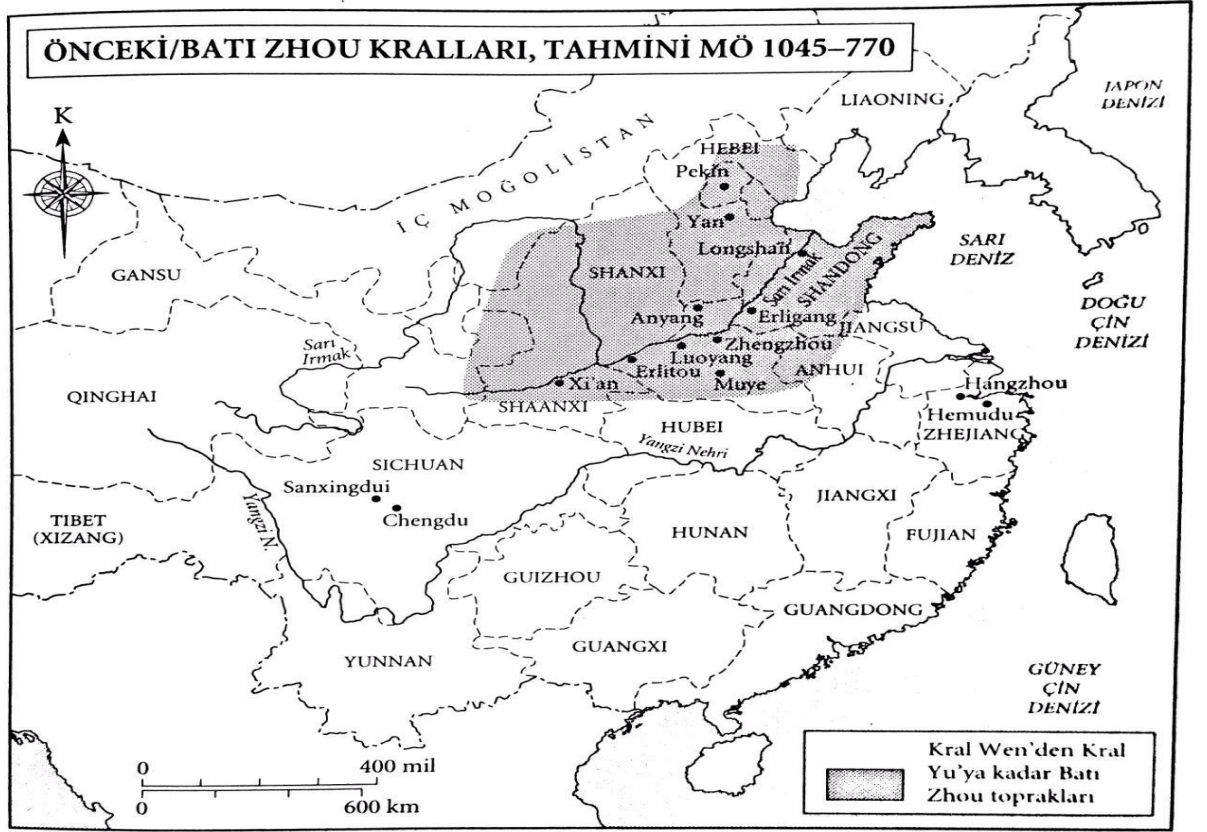 ÖNCEKİ/BATI ZHOU KRALLARI, TAHMİNİ MÖ 1045–770
K
JAPON
DENİZİ
LIAONING
İÇ MOĞOLİSTAN
HEBEI
Pekin
Yan
Longshan
SARI
DENİZ
GANSU
SHANXI
Sarı Irmak
SHANDONG
DOĞU
ÇİN
DENİZİ
Anyang
Erligang
JIANGSU
Sarı
Irmak
Zhengzhou
Luoyang
Erlitou
ANHUI
Xi'an
Muye
Hangzhou
QINGHAI
SHAANXI
Hemudu
HUBEI
ZHEJIANG
Yangzi Nehri
SICHUAN
Sanxingdui
Chengdu
Yangzi N.
JIANGXI
TIBET
(XIZANG)
HUNAN
FUJIAN
GUIZHOU
GUANGDONG
GUANGXI
YUNNAN
GÜNEY
ÇİN
DENİZİ
0 400 mil
0 600 km
Kral Wen'den Kral
Yu'ya kadar Batı
Zhou toprakları